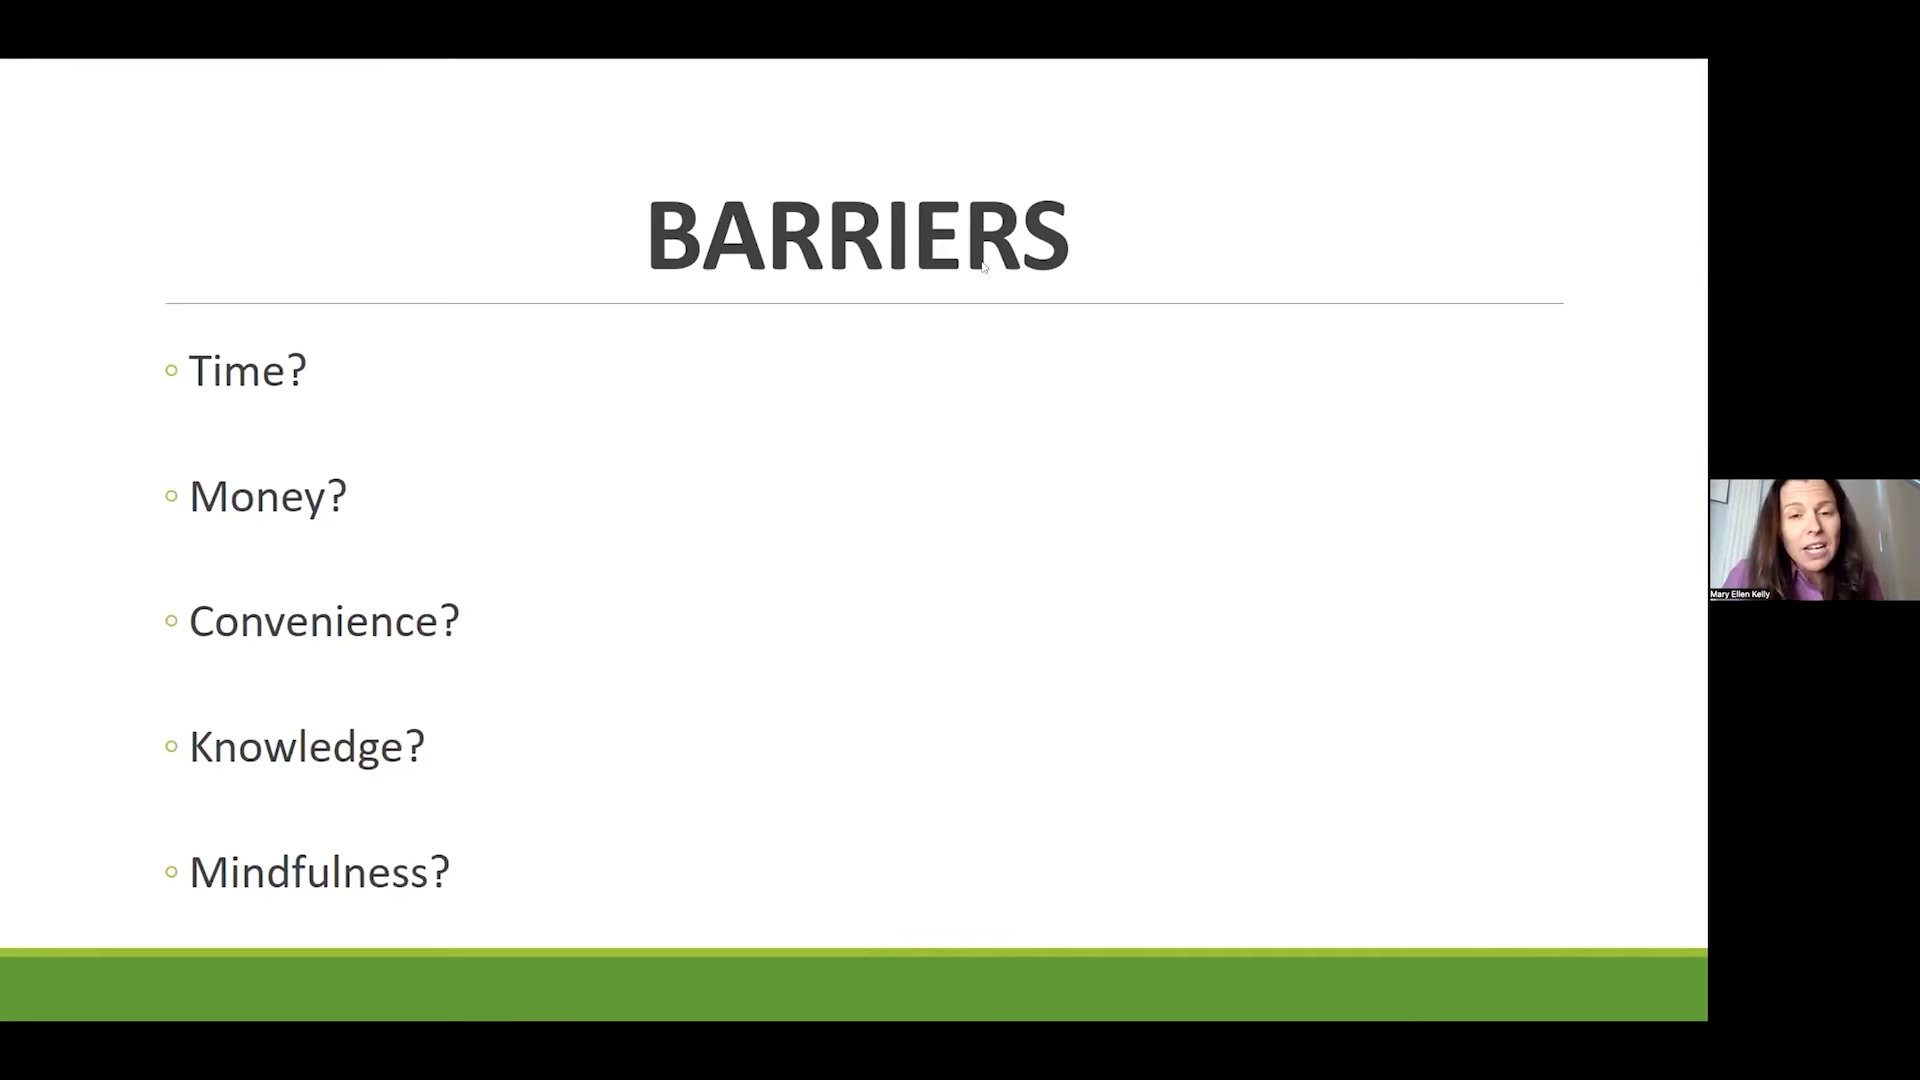 BARRIERS
Time?
Money?
Convenience?
Knowledge?
Mindfulness?
Mary Ellen Kelly